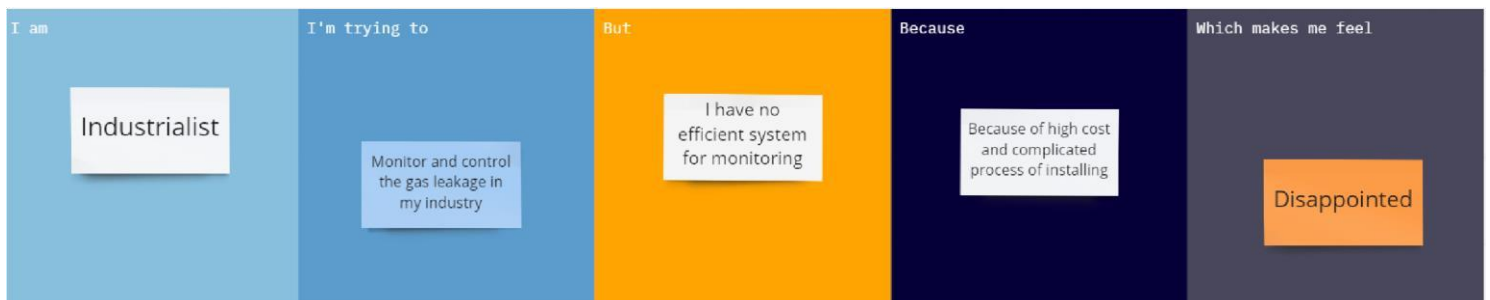 I am
Industrialist
I'm trying to
Monitor and control
the gas leakage in
my industry
But
I have no
efficient system
for monitoring
Because
Because of high cost
and complicated
process of installing
Which makes me feel
Disappointed